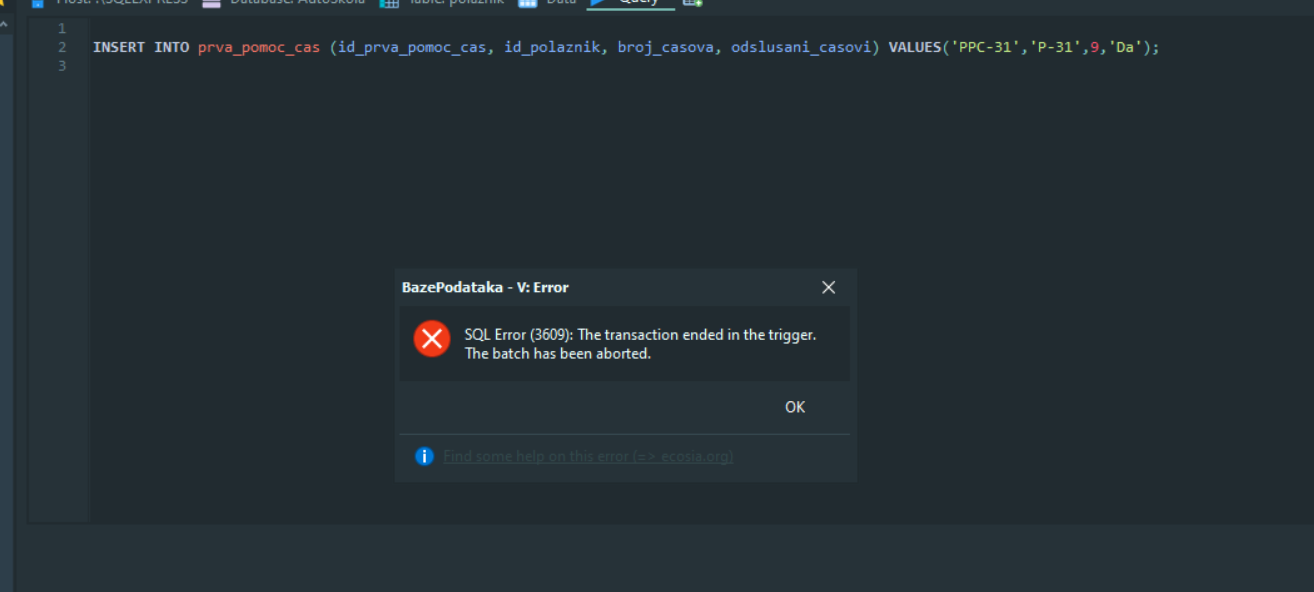 Host: .\SQLEXPRESS Database: AutoSkola Table: polaznik Data Query
1
2 INSERT INTO prva_pomoc_cas (id_prva_pomoc_cas, id_polaznik, broj_casova, odslusani_casovi) VALUES('PPC-31','P-31',9,'Da');
3
BazePodataka - V: Error
SQL Error (3609): The transaction ended in the trigger.
The batch has been aborted.
OK
Find some help on this error (=> ecosia.org)